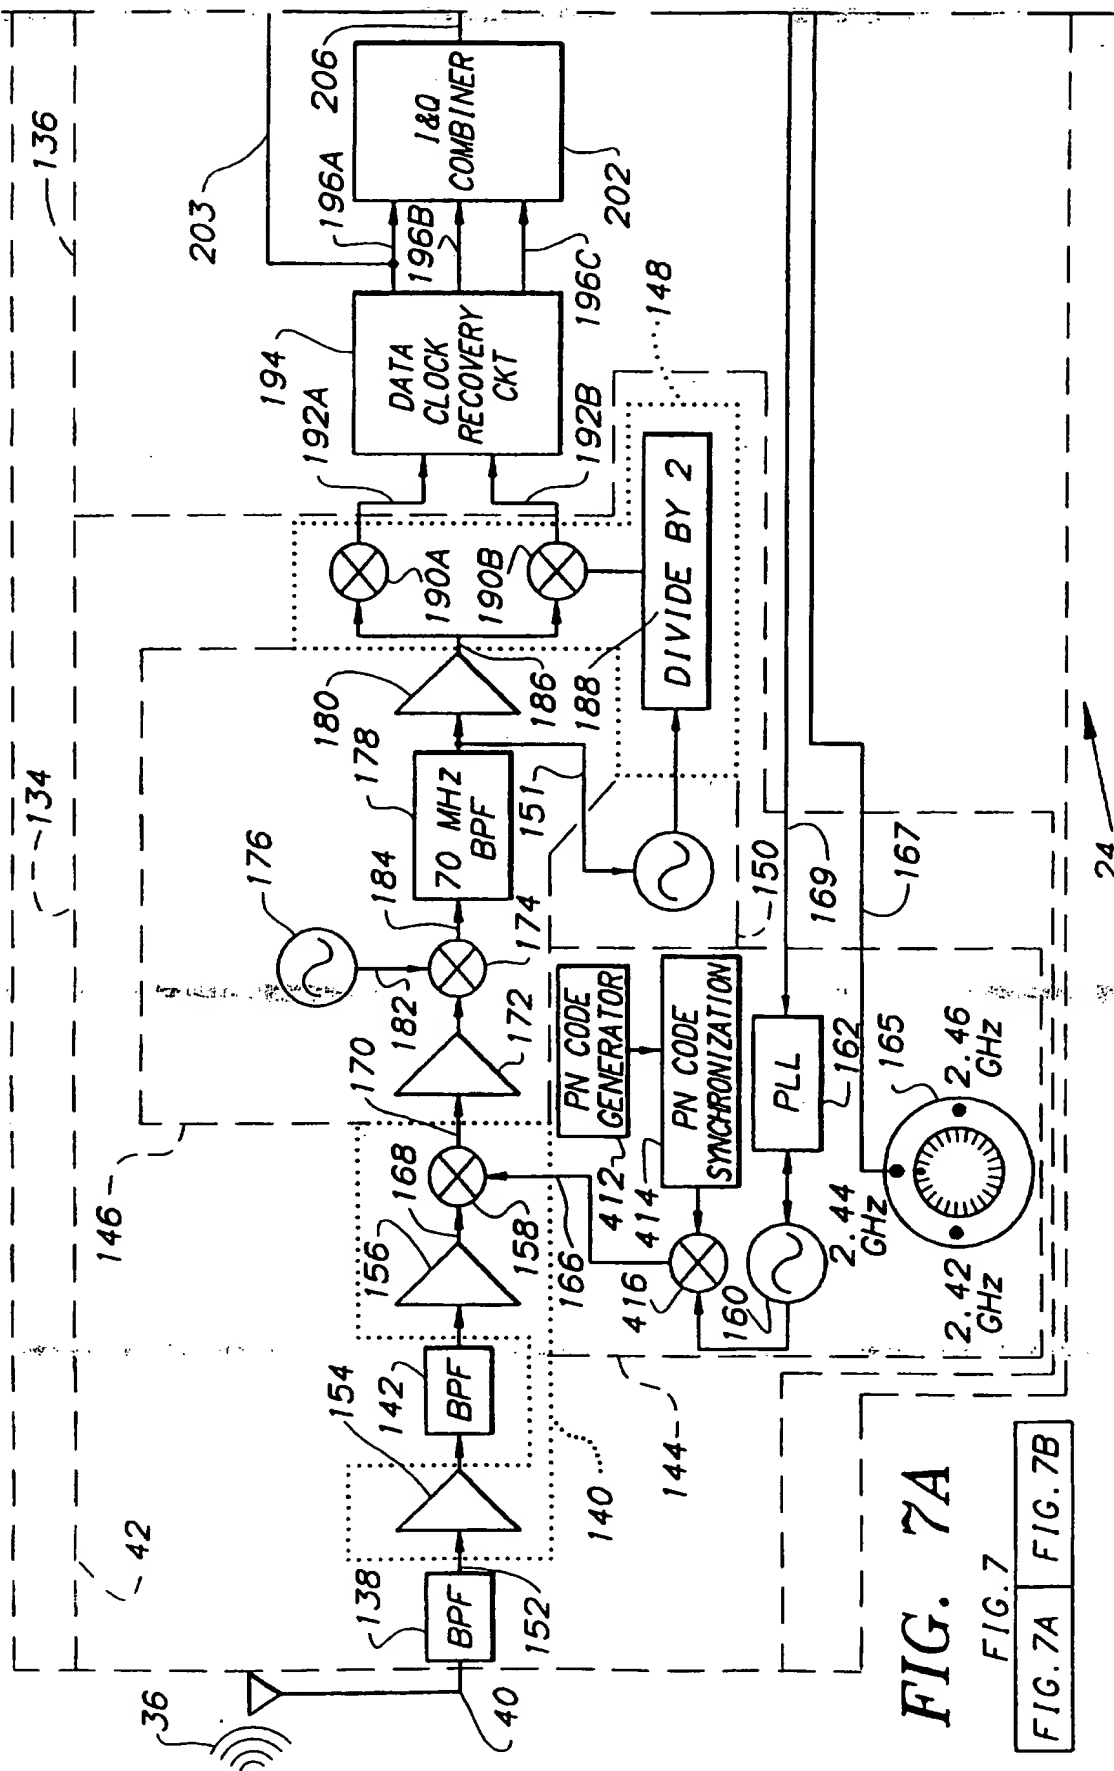 36
40
42
134
136
203
138
BPF
152
154
142
BPF
156
168
158
170
172
146
176
182
174
184
178
70 MHZ
BPF
180
186
151
190A
190B
192A
192B
194
DATA
CLOCK
RECOVERY
CKT
196A
196B
196C
206
I&Q
COMBINER
202
148
188
DIVIDE BY 2
150
140
144
166
416
160
412
PN CODE
GENERATOR
414
PN CODE
SYNCHRONIZATION
PLL
162
169
167
165
2.42
GHz
2.44
GHz
2.46
GHz
24
FIG. 7A
FIG. 7
FIG. 7A FIG. 7B